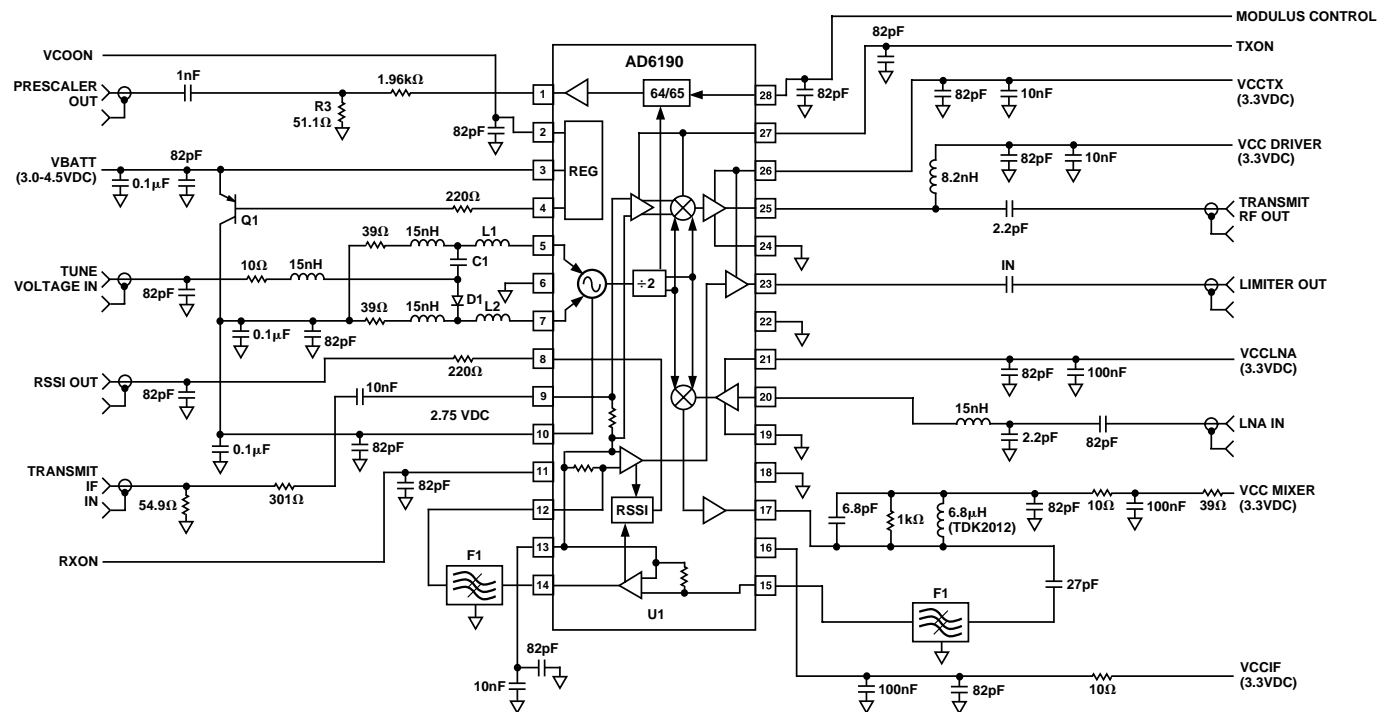 MODULUS CONTROL
VCOON
82pF
TXON
AD6190
1nF
1.96kΩ
PRESCALER
OUT
R3
51.1Ω
82pF
1
64/65
28
82pF
82pF
10nF
VCCTX
(3.3VDC)
2
27
VBATT
(3.0-4.5VDC)
82pF
0.1µF
3
REG
26
8.2nH
82pF
10nF
VCC DRIVER
(3.3VDC)
Q1
220Ω
4
25
2.2pF
TRANSMIT
RF OUT
39Ω
15nH
L1
5
24
TUNE
VOLTAGE IN
10Ω
15nH
C1
82pF
6
÷2
23
IN
LIMITER OUT
D1
39Ω
15nH
L2
7
22
0.1µF
82pF
RSSI OUT
82pF
220Ω
8
21
82pF
100nF
VCCLNA
(3.3VDC)
10nF
9
20
15nH
2.2pF
82pF
LNA IN
2.75 VDC
0.1µF
82pF
10
19
TRANSMIT
IF
IN
54.9Ω
301Ω
82pF
11
18
12
RSSI
17
6.8pF
1kΩ
6.8µH
(TDK2012)
82pF
10Ω
100nF
39Ω
VCC MIXER
(3.3VDC)
RXON
13
16
F1
14
15
27pF
U1
F1
82pF
10nF
100nF
82pF
10Ω
VCCIF
(3.3VDC)